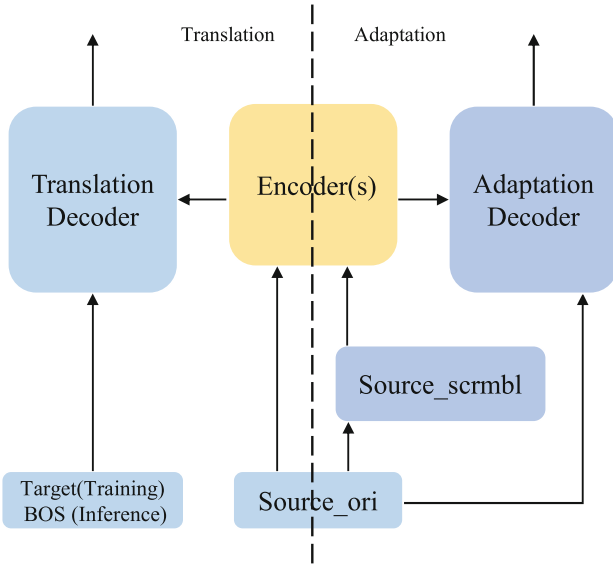 Translation
Adaptation
Translation
Decoder
Encoder(s)
Adaptation
Decoder
Source_scrmbl
Target(Training)
BOS (Inference)
Source_ori